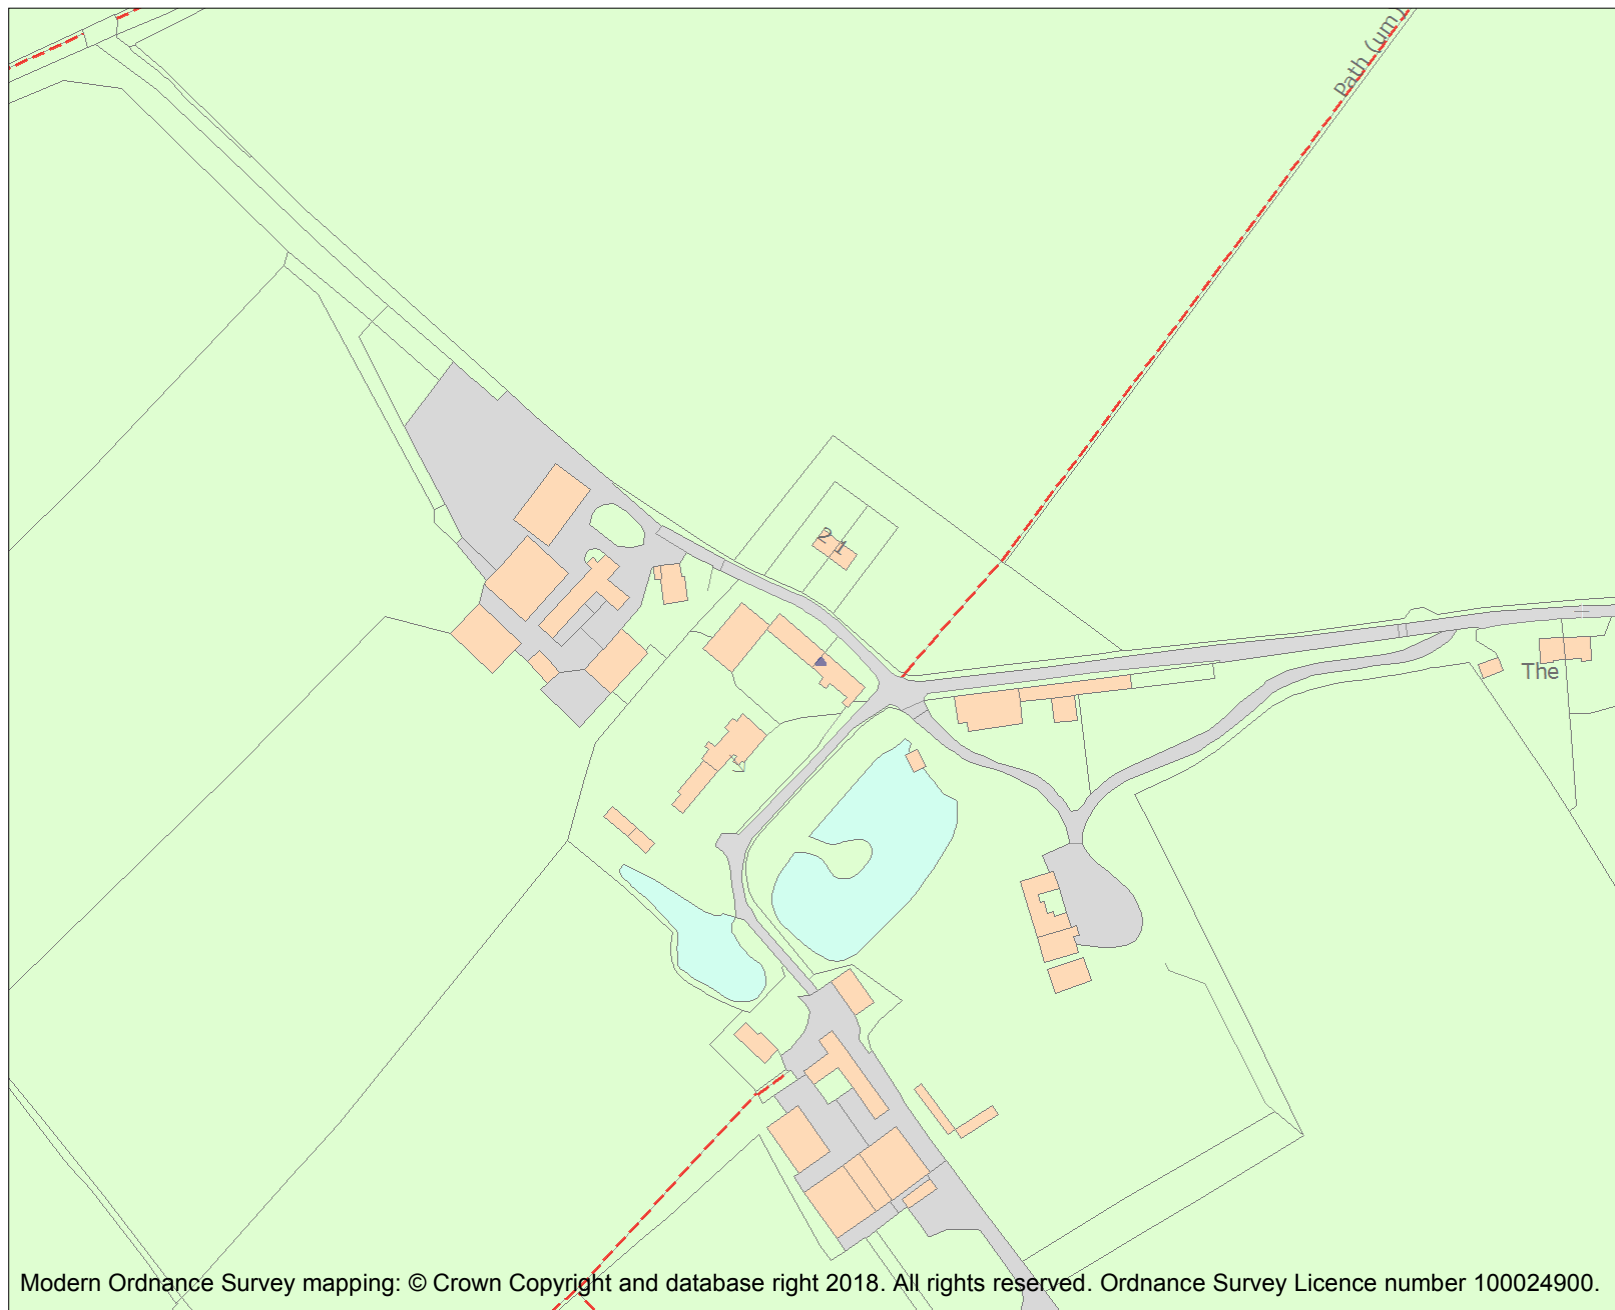 Path (um)
2 1
The
Modern Ordnance Survey mapping: © Crown Copyright and database right 2018. All rights reserved. Ordnance Survey Licence number 100024900.